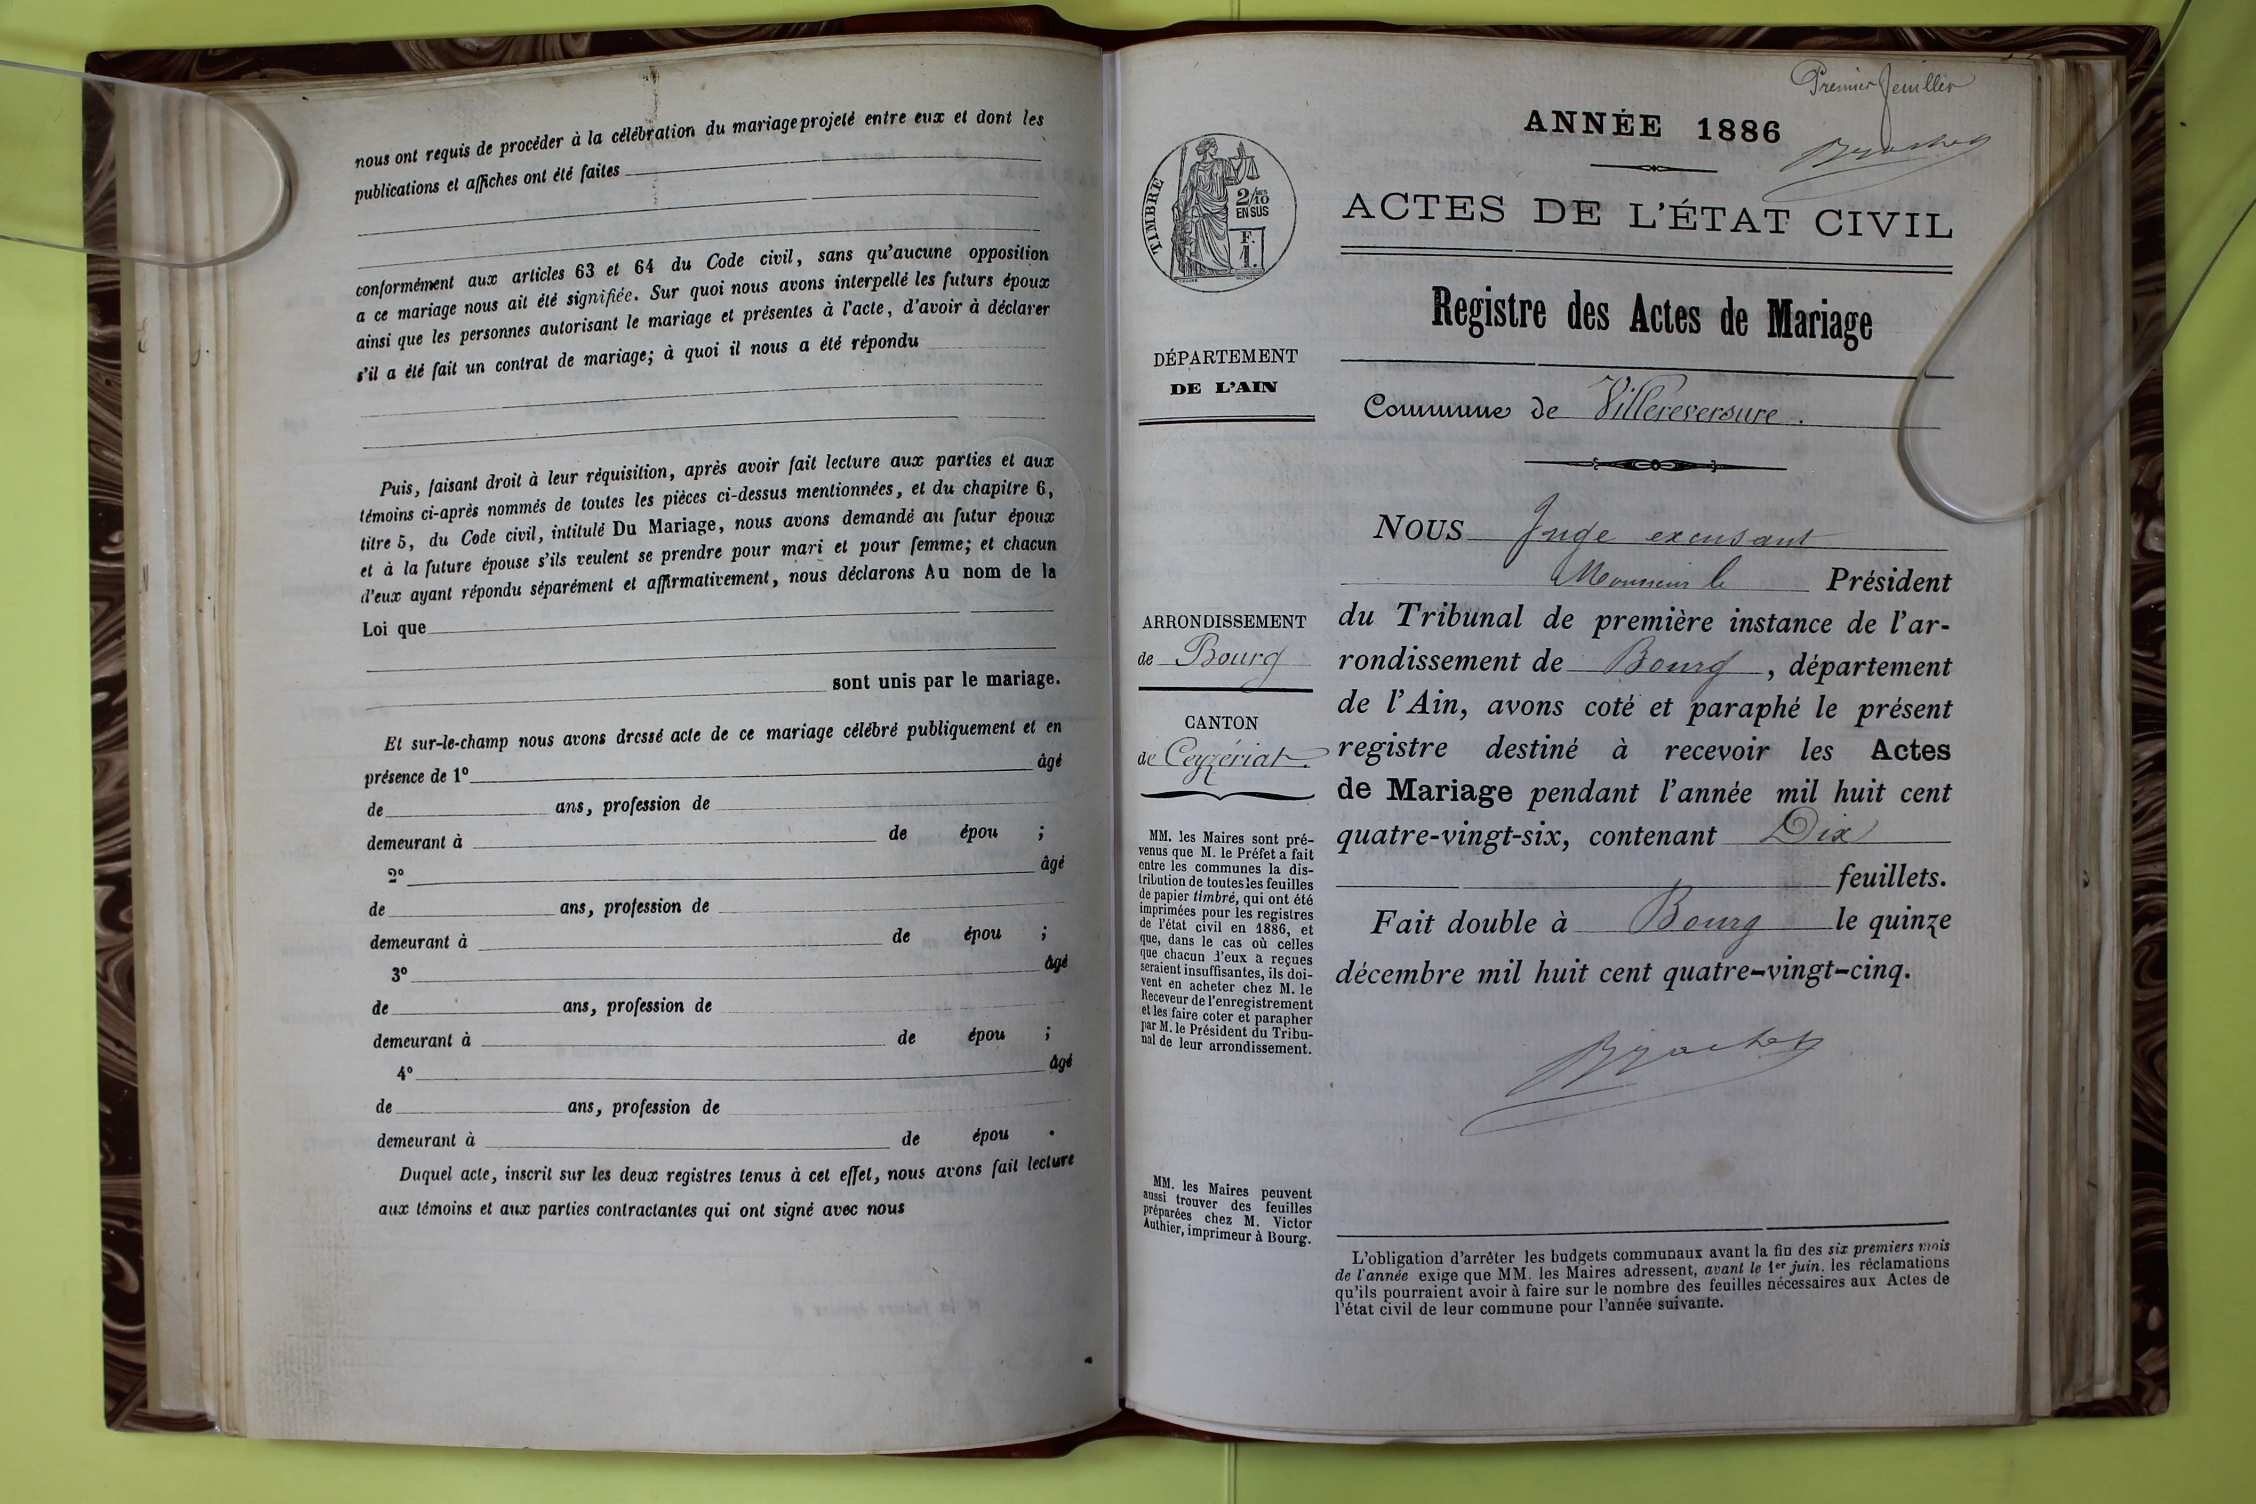 nous ont requis de procéder à la célébration du mariage projeté entre eux et dont les
publications et affiches ont été faites
conformément aux articles 63 et 64 du Code civil, sans qu'aucune opposition
a ce mariage nous ait été signifiée. Sur quoi nous avons interpellé les futurs époux
ainsi que les personnes autorisant le mariage et présentes à l'acte, d'avoir à déclarer
s'il a été fait un contrat de mariage; à quoi il nous a été répondu
Puis, faisant droit à leur réquisition, après avoir fait lecture aux parties et aux
témoins ci-après nommés de toutes les pièces ci-dessus mentionnées, et du chapitre 6,
titre 5, du Code civil, intitulé Du Mariage, nous avons demandé au futur époux
et à la future épouse s'ils veulent se prendre pour mari et pour femme; et chacun
d'eux ayant répondu séparément et affirmativement, nous déclarons Au nom de la
Loi que
sont unis par le mariage.
Et sur-le-champ nous avons dressé acte de ce mariage célébré publiquement et en
présence de 1º âgé
de ans, profession de
demeurant à de épou ;
2º âgé
de ans, profession de
demeurant à de épou ;
3º âgé
de ans, profession de
demeurant à de épou ;
4º âgé
de ans, profession de
demeurant à de épou .
Duquel acte, inscrit sur les deux registres tenus à cet effet, nous avons fait lecture
aux témoins et aux parties contractantes qui ont signé avec nous
Premier feuillet
ANNÉE 1886
ACTES DE L'ÉTAT CIVIL
Registre des Actes de Mariage
Commune de Villereversure.
TIMBRE
2/10
EN SUS
F.
1.
DÉPARTEMENT
DE L'AIN
ARRONDISSEMENT
de Bourg
CANTON
de Ceyzériat.
MM. les Maires sont pré-
venus que M. le Préfet a fait
entre les communes la dis-
tribution de toutes les feuilles
de papier timbré, qui ont été
imprimées pour les registres
de l'état civil en 1886, et
que, dans le cas où celles
que chacun d'eux a reçues
seraient insuffisantes, ils doi-
vent en acheter chez M. le
Receveur de l'enregistrement
et les faire coter et parapher
par M. le Président du Tribu-
nal de leur arrondissement.
MM. les Maires peuvent
aussi trouver des feuilles
préparées chez M. Victor
Authier, imprimeur à Bourg.
NOUS Juge excusant
Monsieur le Président
du Tribunal de première instance de l'ar-
rondissement de Bourg, département
de l'Ain, avons coté et paraphé le présent
registre destiné à recevoir les Actes
de Mariage pendant l'année mil huit cent
quatre-vingt-six, contenant Dix
feuillets.
Fait double à Bourg le quinze
décembre mil huit cent quatre-vingt-cinq.
L'obligation d'arrêter les budgets communaux avant la fin des six premiers mois
de l'année exige que MM. les Maires adressent, avant le 1er juin. les réclamations
qu'ils pourraient avoir à faire sur le nombre des feuilles nécessaires aux Actes de
l'état civil de leur commune pour l'année suivante.